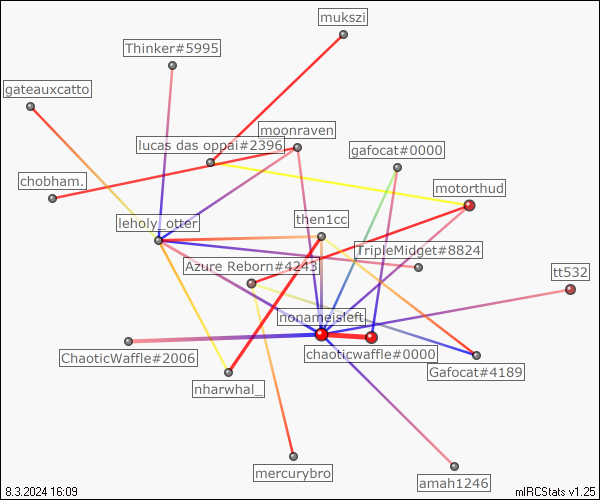 mukszi
Thinker#5995
gateauxcatto
moonraven
lucas das oppai#2396
gafocat#0000
chobham.
motorthud
leholy_otter
then1cc
TripleMidget#8824
Azure Reborn#4243
tt532
nonameisleft
ChaoticWaffle#2006
chaoticwaffle#0000
Gafocat#4189
nharwhal_
mercurybro
amah1246
8.3.2024 16:09
mIRCStats v1.25